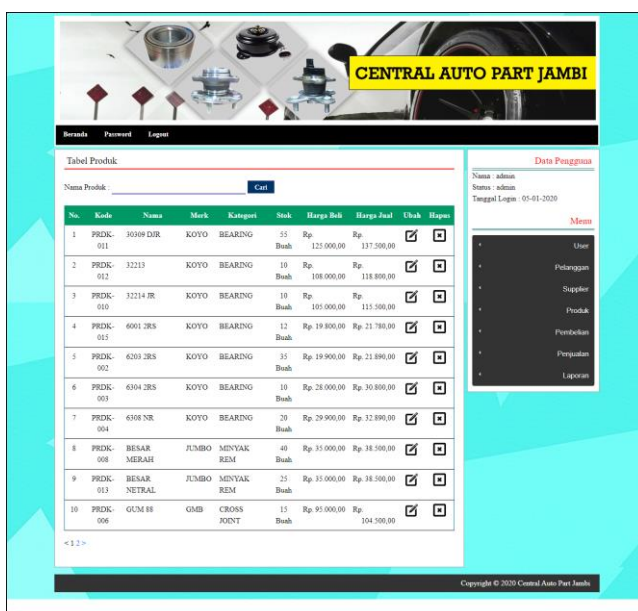 CENTRAL AUTO PART JAMBI
Beranda Password Logout
Tabel Produk
Nama Produk : Cari
No. Kode Nama Merk Kategori Stok Harga Beli Harga Jual Ubah Hapus
1 PRDK- 30309 DJR KOYO BEARING 55 Rp. Rp.
011 Buah 125.000,00 137.500,00
2 PRDK- 32213 KOYO BEARING 10 Rp. Rp.
012 Buah 108.000,00 118.800,00
3 PRDK- 32214 JR KOYO BEARING 10 Rp. Rp.
010 Buah 105.000,00 115.500,00
4 PRDK- 6001 2RS KOYO BEARING 12 Rp. 19.800,00 Rp. 21.780,00
015 Buah
5 PRDK- 6203 2RS KOYO BEARING 35 Rp. 19.900,00 Rp. 21.890,00
002 Buah
6 PRDK- 6304 2RS KOYO BEARING 10 Rp. 28.000,00 Rp. 30.800,00
003 Buah
7 PRDK- 6308 NR KOYO BEARING 20 Rp. 29.900,00 Rp. 32.890,00
004 Buah
8 PRDK- BESAR JUMBO MINYAK 40 Rp. 35.000,00 Rp. 38.500,00
008 MERAH REM Buah
9 PRDK- BESAR JUMBO MINYAK 25 Rp. 35.000,00 Rp. 38.500,00
013 NETRAL REM Buah
10 PRDK- GUM 88 GMB CROSS 15 Rp. 95.000,00 Rp.
006 JOINT Buah 104.500,00
< 1 2 >
Data Pengguna
Nama : admin
Status : admin
Tanggal Login : 05-01-2020
Menu
User
Pelanggan
Supplier
Produk
Pembelian
Penjualan
Laporan
Copyright © 2020 Central Auto Part Jambi